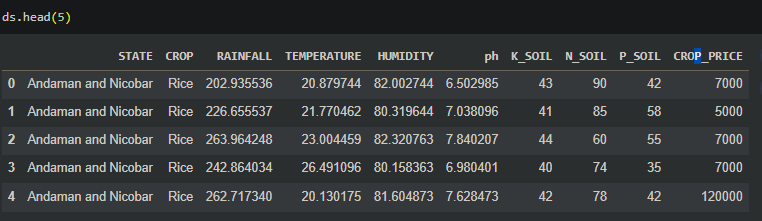 ds.head(5)
STATE CROP RAINFALL TEMPERATURE HUMIDITY ph K_SOIL N_SOIL P_SOIL CROP_PRICE
0 Andaman and Nicobar Rice 202.935536 20.879744 82.002744 6.502985 43 90 42 7000
1 Andaman and Nicobar Rice 226.655537 21.770462 80.319644 7.038096 41 85 58 5000
2 Andaman and Nicobar Rice 263.964248 23.004459 82.320763 7.840207 44 60 55 7000
3 Andaman and Nicobar Rice 242.864034 26.491096 80.158363 6.980401 40 74 35 7000
4 Andaman and Nicobar Rice 262.717340 20.130175 81.604873 7.628473 42 78 42 120000